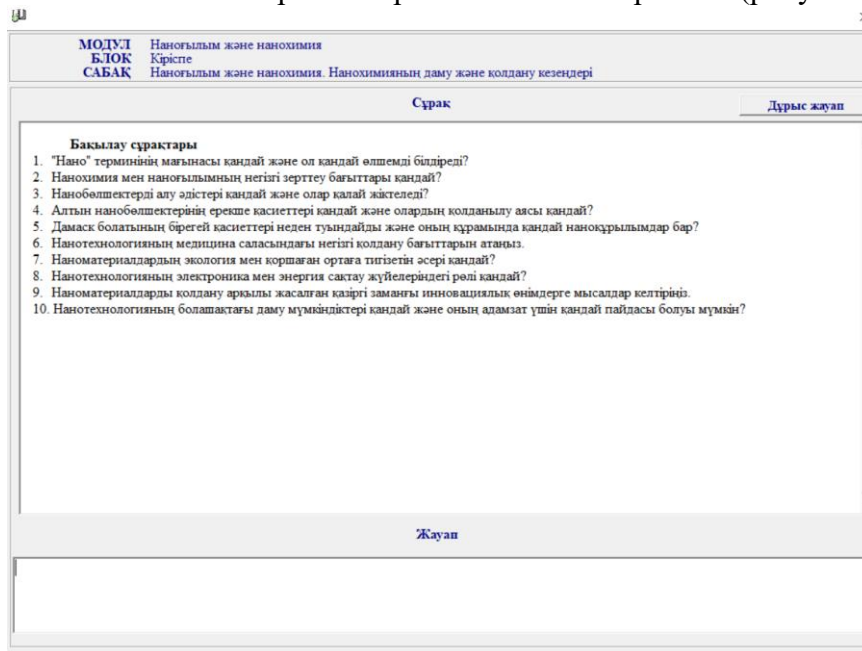 МОДУЛ Наноғылым және нанохимия
БЛОК Кіріспе
САБАҚ Наноғылым және нанохимия. Нанохимияның даму және қолдану кезеңдері
Сұрақ
Дұрыс жауап
Бақылау сұрақтары
1. "Нано" терминінің мағынасы қандай және ол қандай өлшемді білдіреді?
2. Нанохимия мен наноғылымның негізгі зерттеу бағыттары қандай?
3. Нанобөлшектерді алу әдістері қандай және олар қалай жіктеледі?
4. Алтын нанобөлшектерінің ерекше қасиеттері қандай және олардың қолданылу аясы қандай?
5. Дамаск болатының бірегей қасиеттері неден туындайды және оның құрамында қандай наноқұрылымдар бар?
6. Нанотехнологияның медицина саласындағы негізгі қолдану бағыттарын атаңыз.
7. Наноматериалдардың экология мен қоршаған ортаға тигізетін әсері қандай?
8. Нанотехнологияның электроника мен энергия сақтау жүйелеріндегі рөлі қандай?
9. Наноматериалдарды қолдану арқылы жасалған қазіргі заманғы инновациялық өнімдерге мысалдар келтіріңіз.
10. Нанотехнологияның болашақтағы даму мүмкіндіктері қандай және оның адамзат үшін қандай пайдасы болуы мүмкін?
Жауап